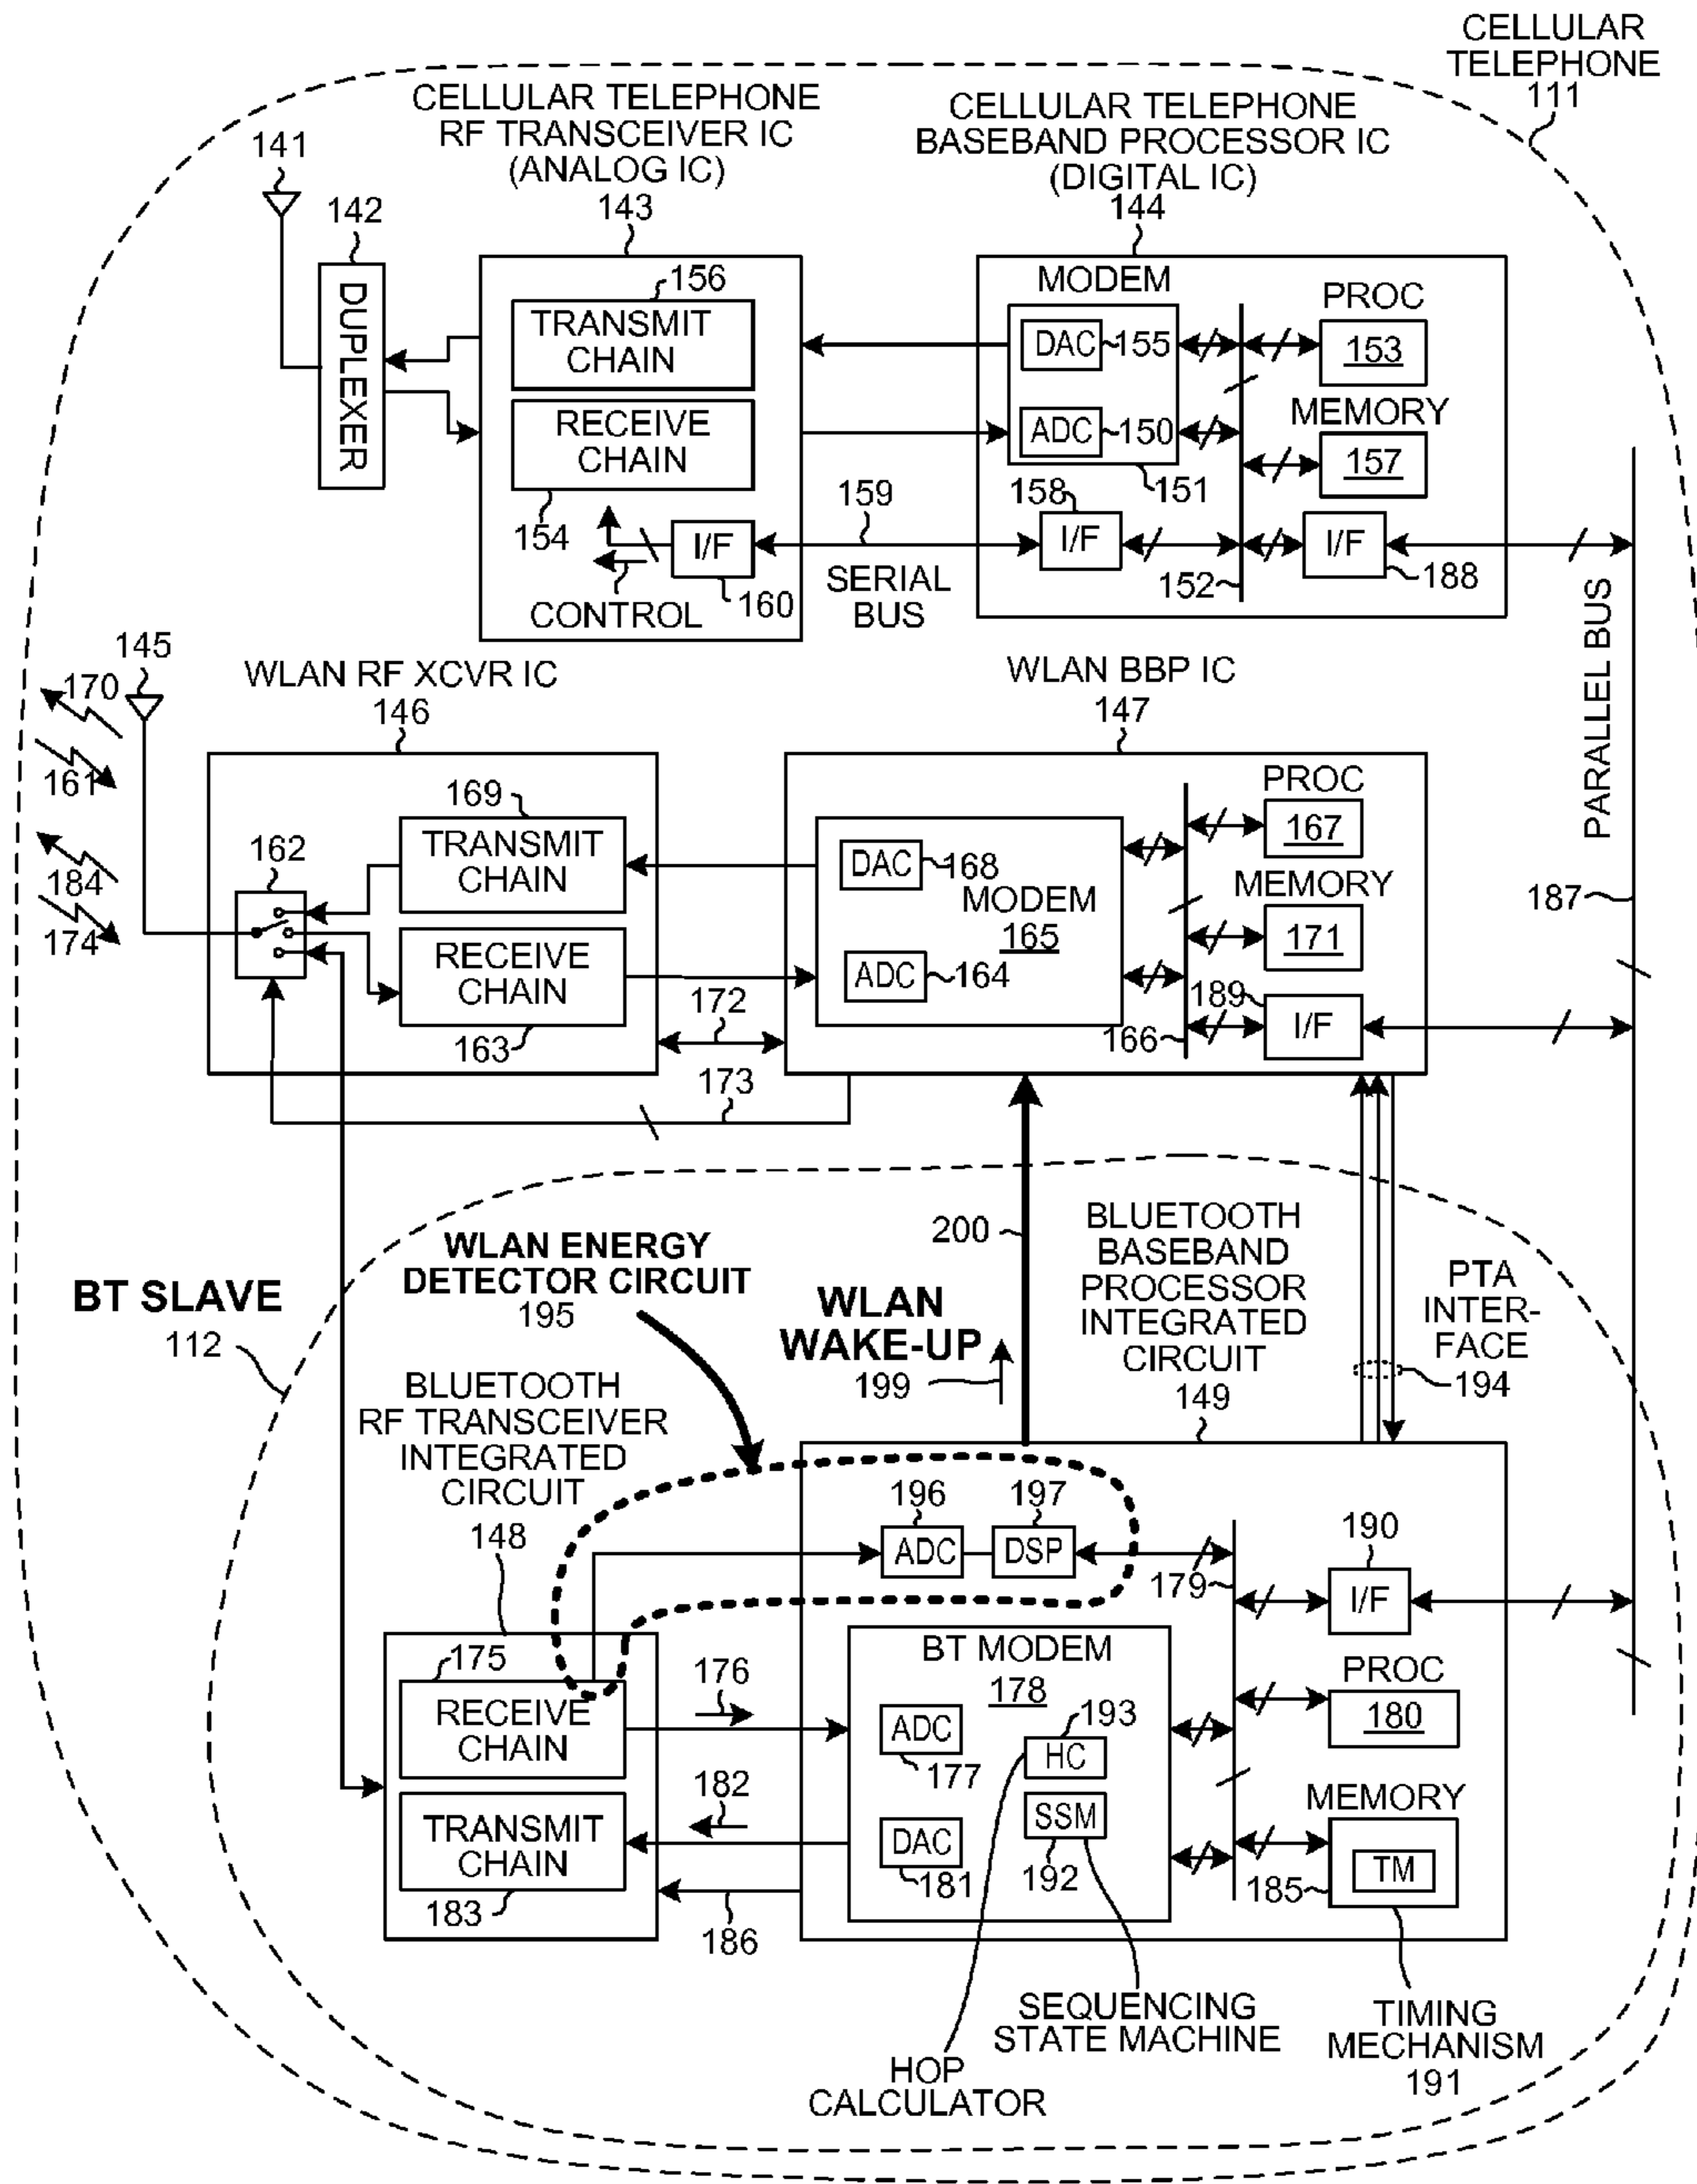 CELLULAR
TELEPHONE
111
CELLULAR TELEPHONE
RF TRANSCEIVER IC
(ANALOG IC)
143
CELLULAR TELEPHONE
BASEBAND PROCESSOR IC
(DIGITAL IC)
144
141
142
DUPLEXER
156
TRANSMIT
CHAIN
RECEIVE
CHAIN
154
I/F
160
CONTROL
159
SERIAL
BUS
MODEM
DAC
155
ADC
150
151
158
I/F
152
PROC
153
MEMORY
157
I/F
188
PARALLEL BUS
187
145
170
161
184
174
WLAN RF XCVR IC
146
162
169
TRANSMIT
CHAIN
RECEIVE
CHAIN
163
172
173
WLAN BBP IC
147
DAC
168
MODEM
165
ADC
164
166
PROC
167
MEMORY
171
189
I/F
BT SLAVE
112
WLAN ENERGY
DETECTOR CIRCUIT
195
200
WLAN
WAKE-UP
199
BLUETOOTH
BASEBAND
PROCESSOR
INTEGRATED
CIRCUIT
149
PTA
INTER-
FACE
194
BLUETOOTH
RF TRANSCEIVER
INTEGRATED
CIRCUIT
148
196
ADC
197
DSP
179
190
I/F
175
RECEIVE
CHAIN
176
TRANSMIT
CHAIN
183
182
186
BT MODEM
178
ADC
177
193
HC
DAC
181
SSM
192
PROC
180
MEMORY
185
TM
SEQUENCING
STATE MACHINE
HOP
CALCULATOR
TIMING
MECHANISM
191